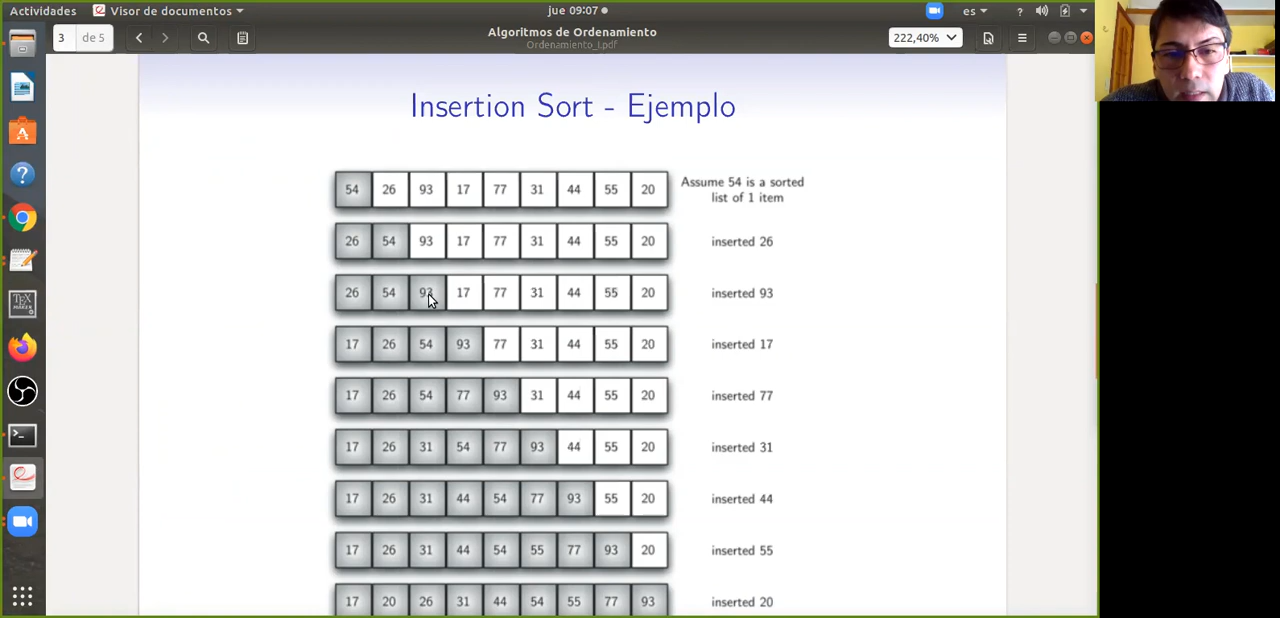 Actividades Visor de documentos jue 09:07 es ?
3 de 5 Algoritmos de Ordenamiento 222,40%
Ordenamiento_I.pdf
Insertion Sort - Ejemplo
54 26 93 17 77 31 44 55 20 Assume 54 is a sorted
list of 1 item
26 54 93 17 77 31 44 55 20 inserted 26
26 54 93 17 77 31 44 55 20 inserted 93
17 26 54 93 77 31 44 55 20 inserted 17
17 26 54 77 93 31 44 55 20 inserted 77
17 26 31 54 77 93 44 55 20 inserted 31
17 26 31 44 54 77 93 55 20 inserted 44
17 26 31 44 54 55 77 93 20 inserted 55
17 20 26 31 44 54 55 77 93 inserted 20